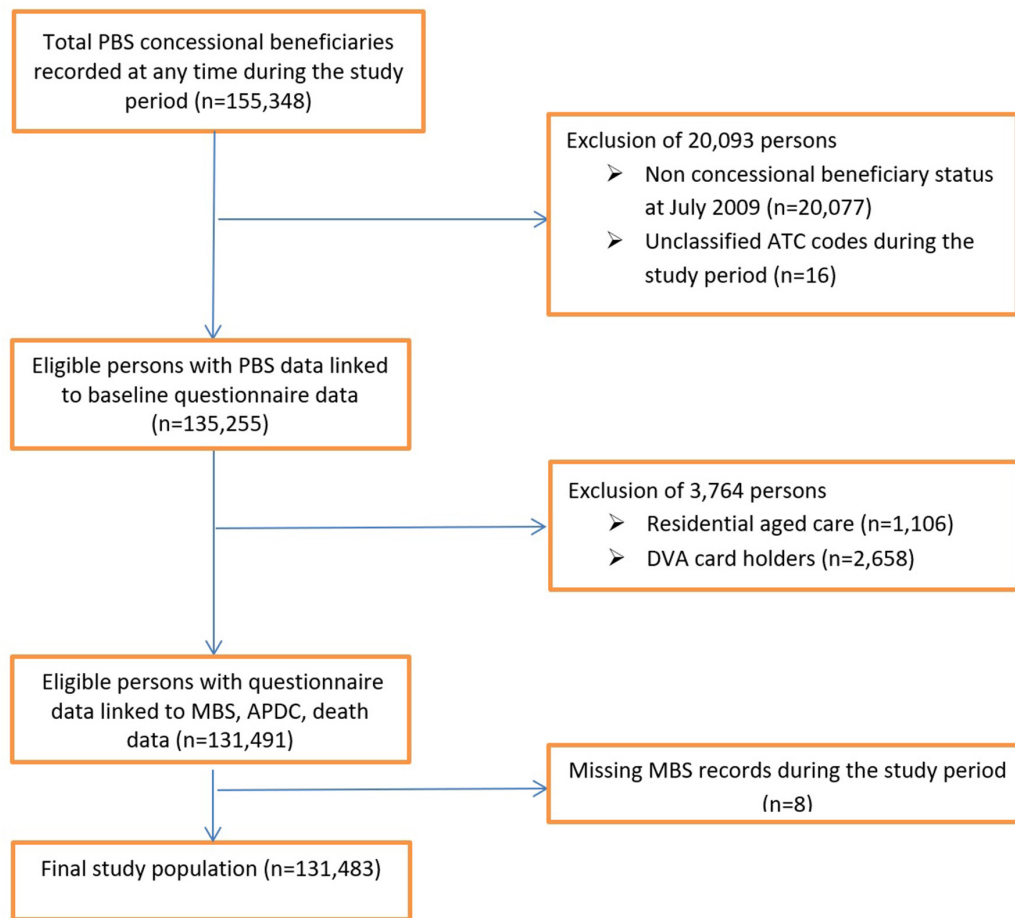 Total PBS concessional beneficiaries
recorded at any time during the study
period (n=155,348)
Exclusion of 20,093 persons
➤ Non concessional beneficiary status
at July 2009 (n=20,077)
➤ Unclassified ATC codes during the
study period (n=16)
Eligible persons with PBS data linked
to baseline questionnaire data
(n=135,255)
Exclusion of 3,764 persons
➤ Residential aged care (n=1,106)
➤ DVA card holders (n=2,658)
Eligible persons with questionnaire
data linked to MBS, APDC, death
data (n=131,491)
Missing MBS records during the study period
(n=8)
Final study population (n=131,483)